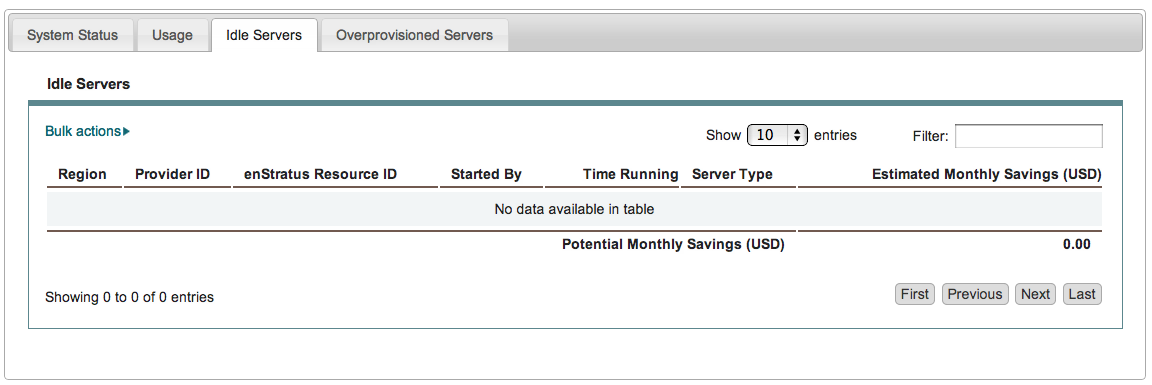 System Status Usage Idle Servers Overprovisioned Servers
Idle Servers
Bulk actions
Show 10 entries Filter:
Region Provider ID enStratus Resource ID Started By Time Running Server Type Estimated Monthly Savings (USD)
No data available in table
Potential Monthly Savings (USD) 0.00
Showing 0 to 0 of 0 entries First Previous Next Last